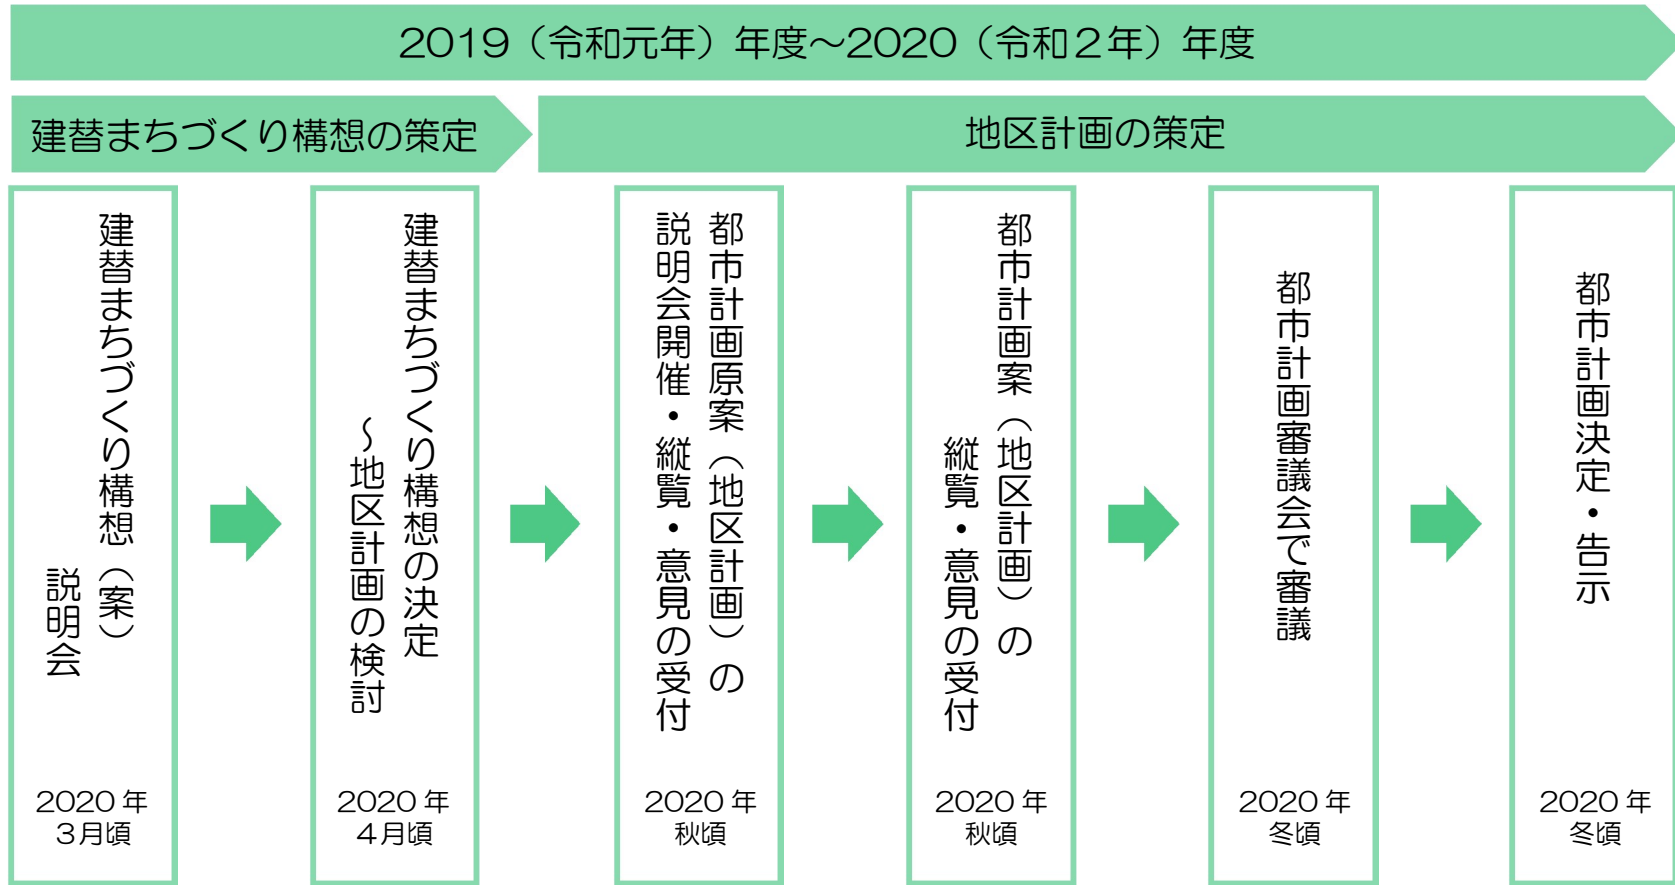 2019（令和元年）年度～2020（令和２年）年度
建替まちづくり構想の策定
地区計画の策定
建替まちづくり構想（案）
説明会
2020年
3月頃
建替まちづくり構想の決定
～地区計画の検討
2020年
4月頃
都市計画原案（地区計画）の
説明会開催・縦覧・意見の受付
2020年
秋頃
都市計画案（地区計画）の
縦覧・意見の受付
2020年
秋頃
都市計画審議会で審議
2020年
冬頃
都市計画決定・告示
2020年
冬頃